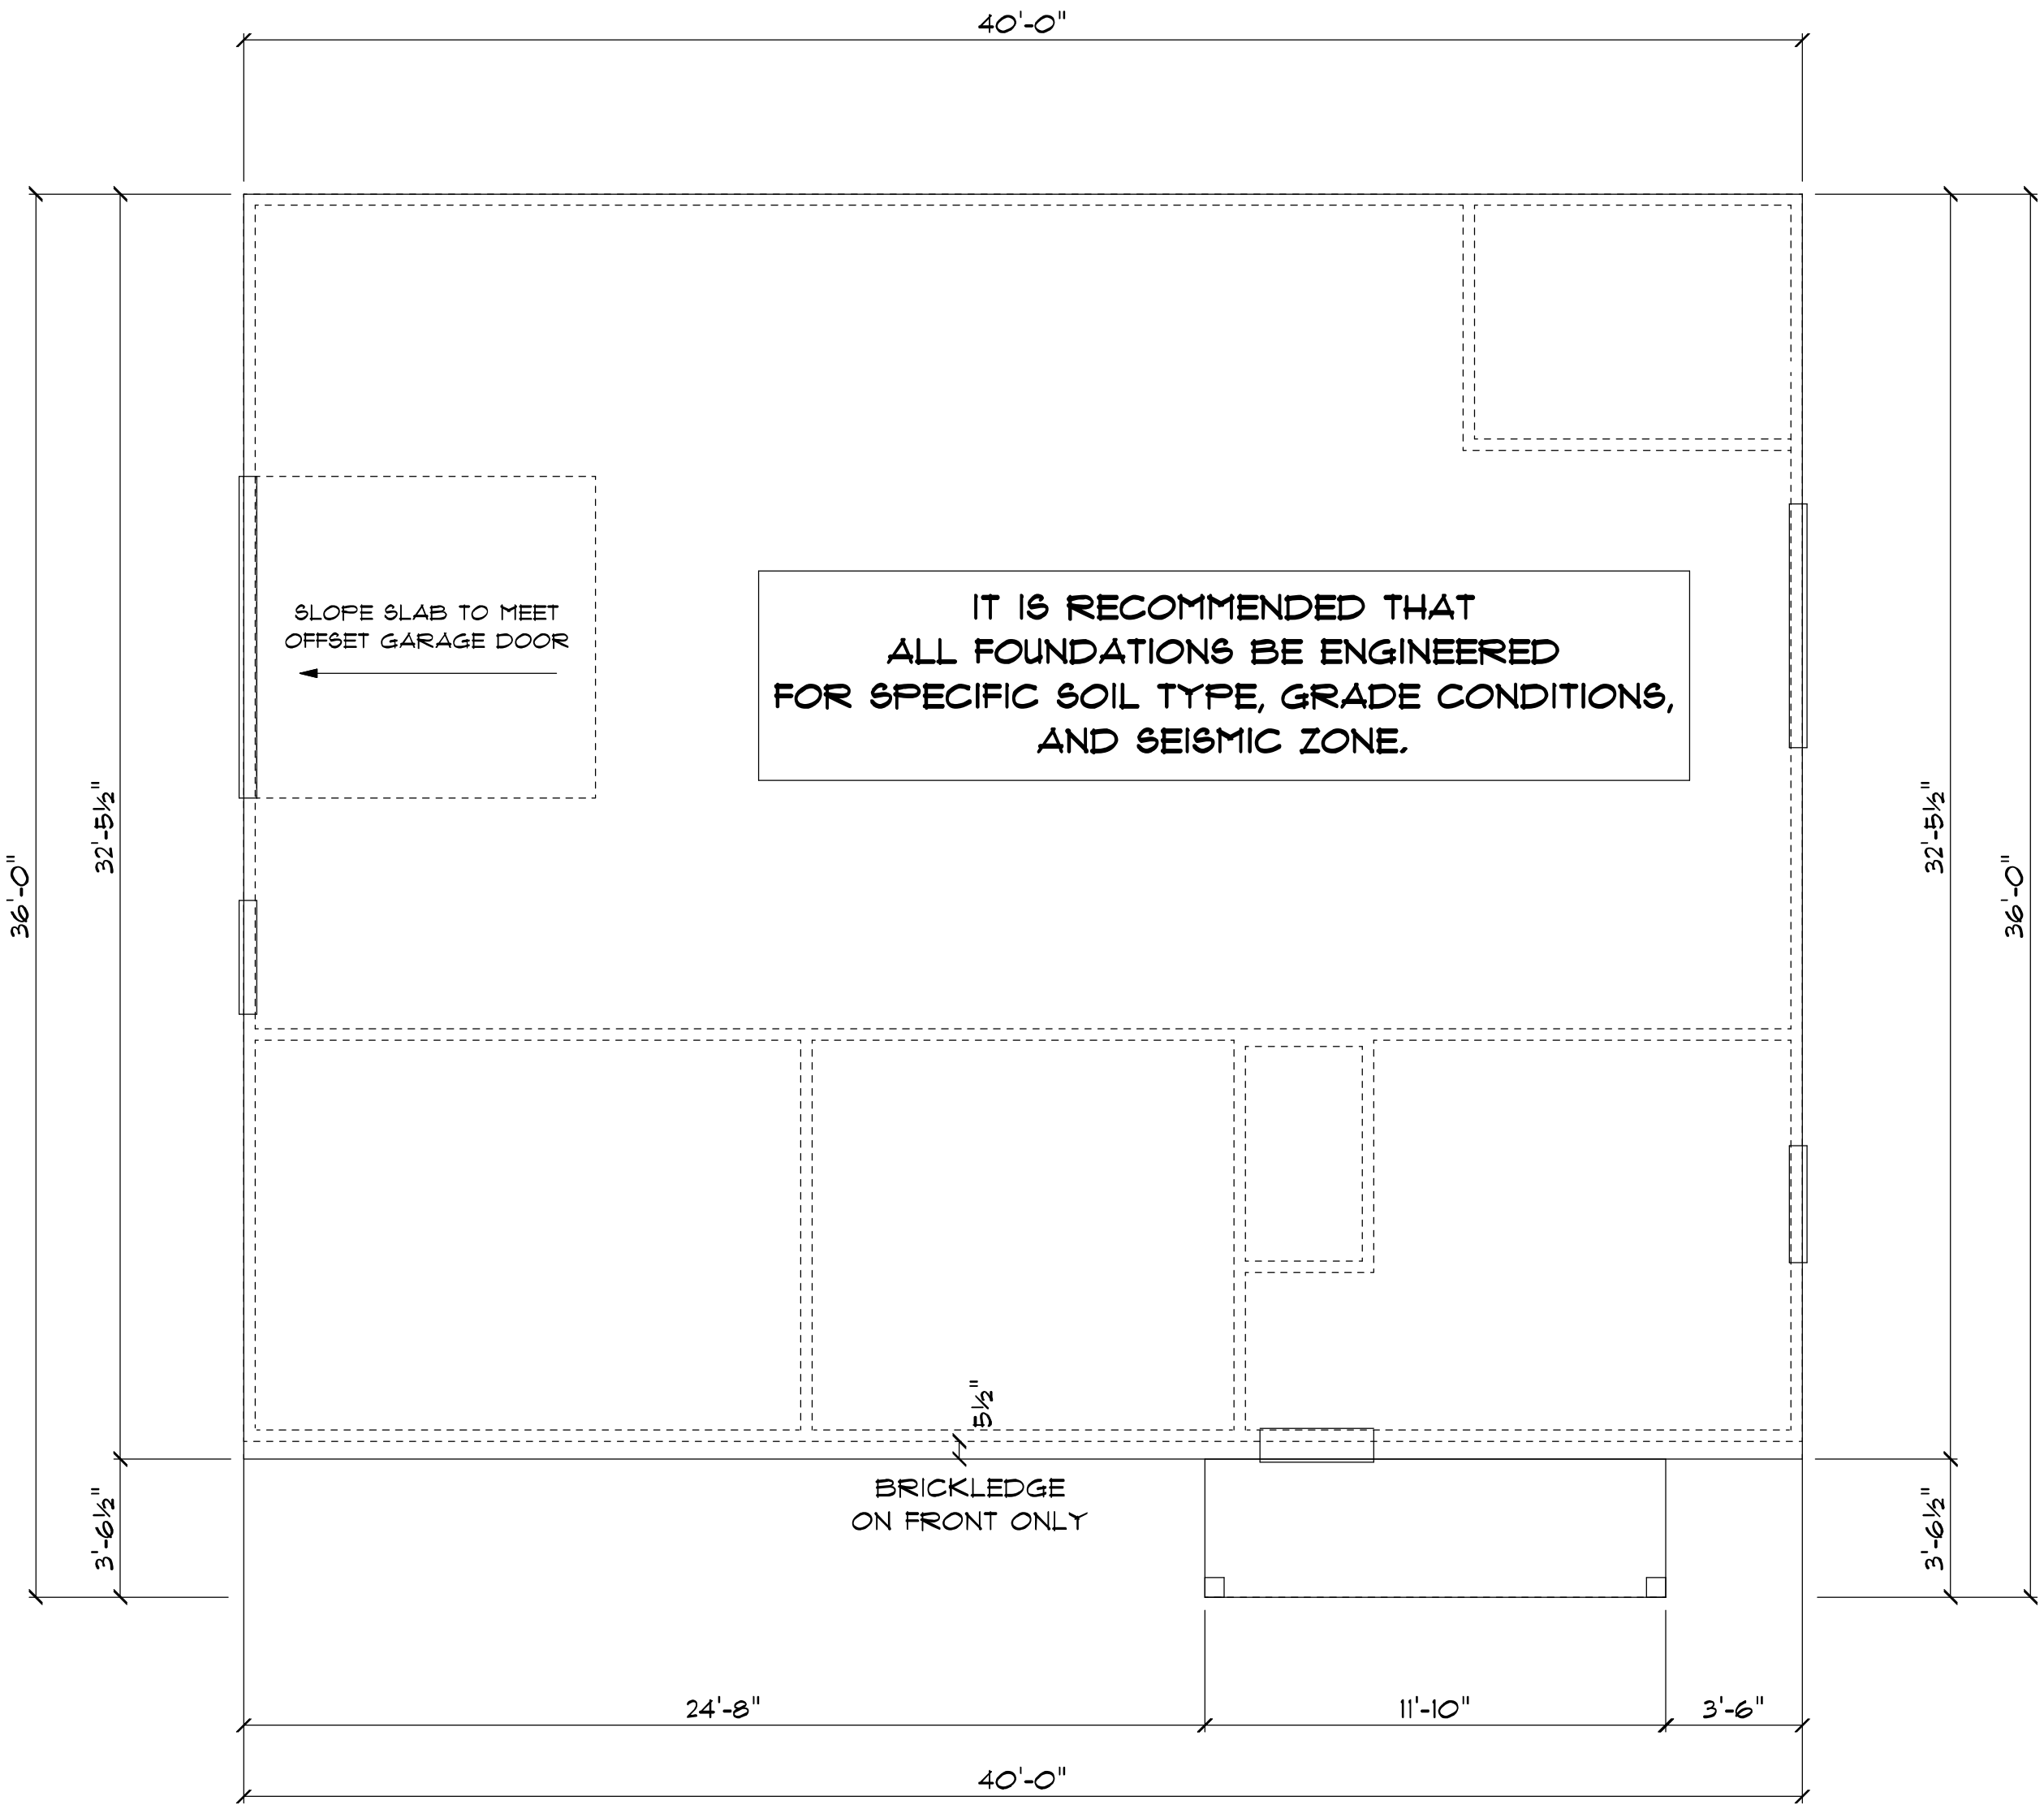 40'-0"
SLOPE SLAB TO MEET
OFFSET GARAGE DOOR
IT IS RECOMMENDED THAT
ALL FOUNDATIONS BE ENGINEERED
FOR SPECIFIC SOIL TYPE, GRADE CONDITIONS,
AND SEISMIC ZONE.
36'-0"
32'-5½"
32'-5½"
36'-0"
5½"
BRICKLEDGE
ON FRONT ONLY
3'-6½"
3'-6½"
24'-8"
11'-10"
3'-6"
40'-0"